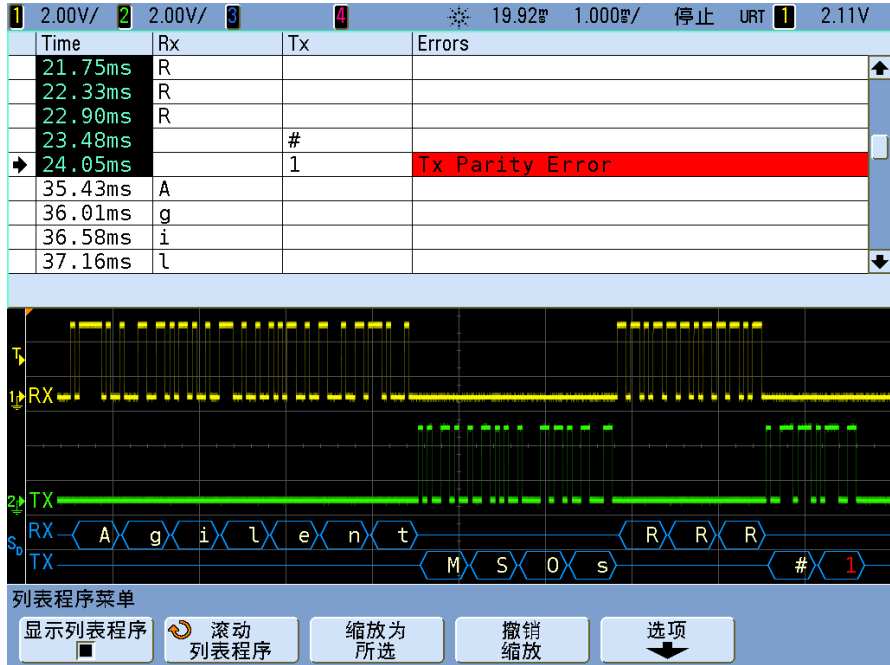 1 2.00V/ 2 2.00V/ 3 4 19.92ms 1.000ms/ 停止 URT 1 2.11V
Time Rx Tx Errors
21.75ms R
22.33ms R
22.90ms R
23.48ms #
24.05ms 1 Tx Parity Error
35.43ms A
36.01ms g
36.58ms i
37.16ms l
T
1 RX
2 TX
SD RX A g i l e n t R R R
TX M S O s # 1
列表程序菜单
显示列表程序 滚动 缩放为 撤销 选项
列表程序 所选 缩放